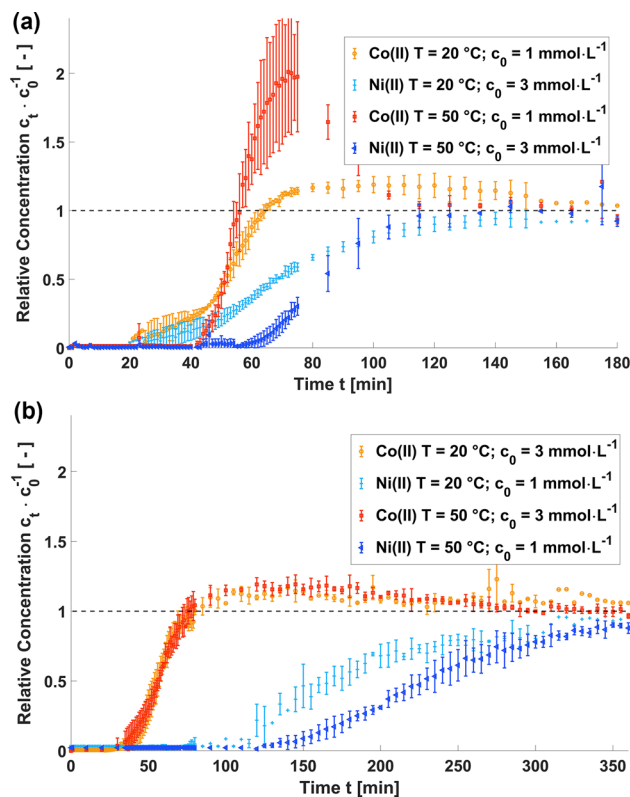 (a)
Relative Concentration cₜ · c₀⁻¹ [ - ]
2
1.5
1
0.5
0
Co(II) T = 20 °C; c₀ = 1 mmol·L⁻¹
Ni(II) T = 20 °C; c₀ = 3 mmol·L⁻¹
Co(II) T = 50 °C; c₀ = 1 mmol·L⁻¹
Ni(II) T = 50 °C; c₀ = 3 mmol·L⁻¹
0 20 40 60 80 100 120 140 160 180
Time t [min]
(b)
Relative Concentration cₜ · c₀⁻¹ [ - ]
2
1.5
1
0.5
0
Co(II) T = 20 °C; c₀ = 3 mmol·L⁻¹
Ni(II) T = 20 °C; c₀ = 1 mmol·L⁻¹
Co(II) T = 50 °C; c₀ = 3 mmol·L⁻¹
Ni(II) T = 50 °C; c₀ = 1 mmol·L⁻¹
0 50 100 150 200 250 300 350
Time t [min]